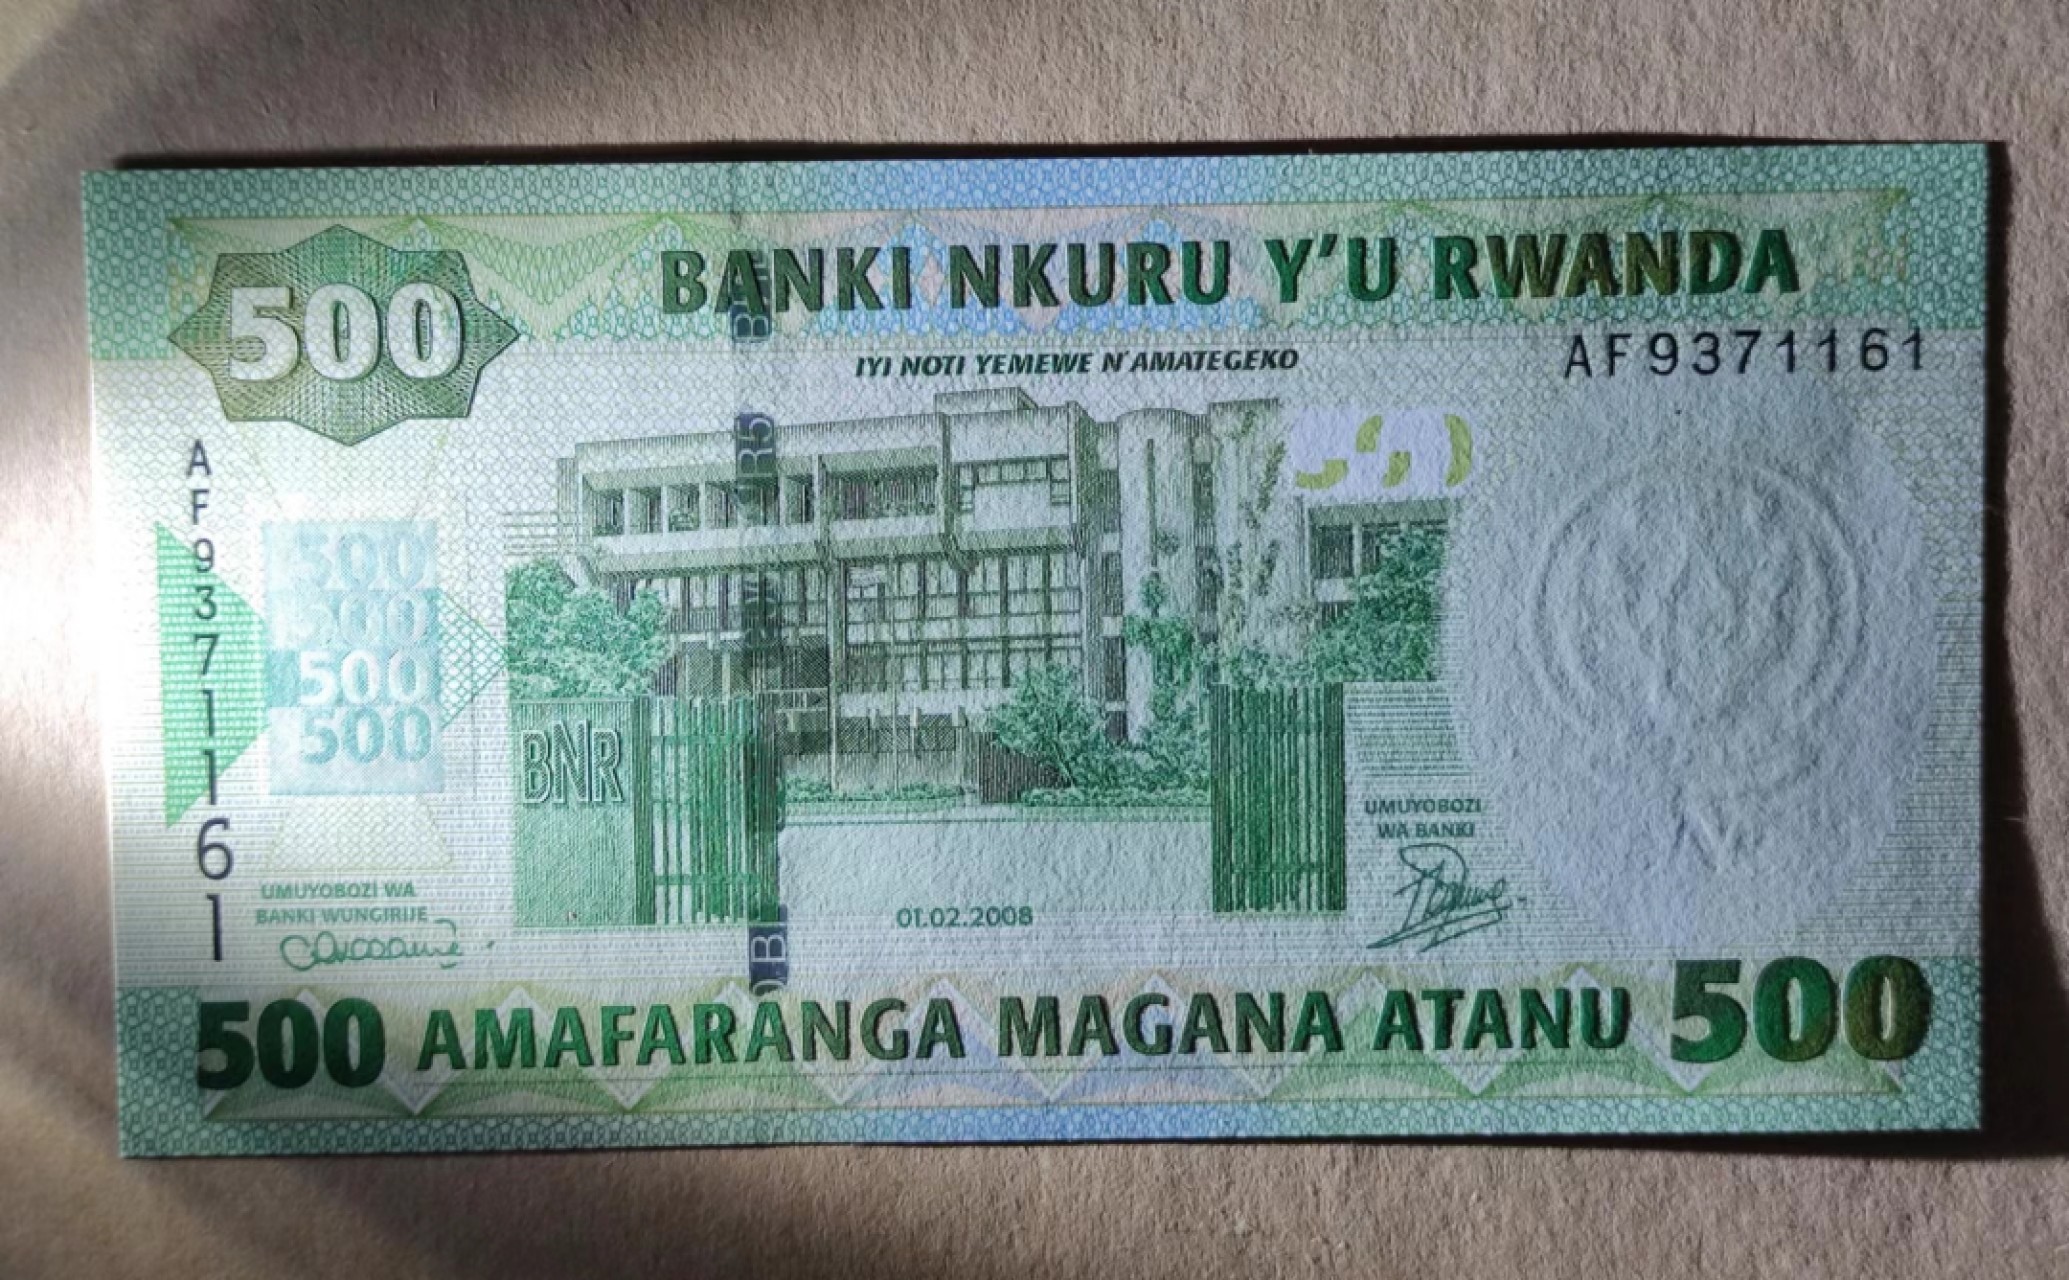 500
BANKI NKURU Y'U RWANDA
IYI NOTI YEMEWE N'AMATEGEKO
AF9371161
AF9371161
500
500
500
500
BNR
UMUYOBOZI
WA BANKI
UMUYOBOZI WA
BANKI WUNGIRIJE
01.02.2008
500 AMAFARANGA MAGANA ATANU 500